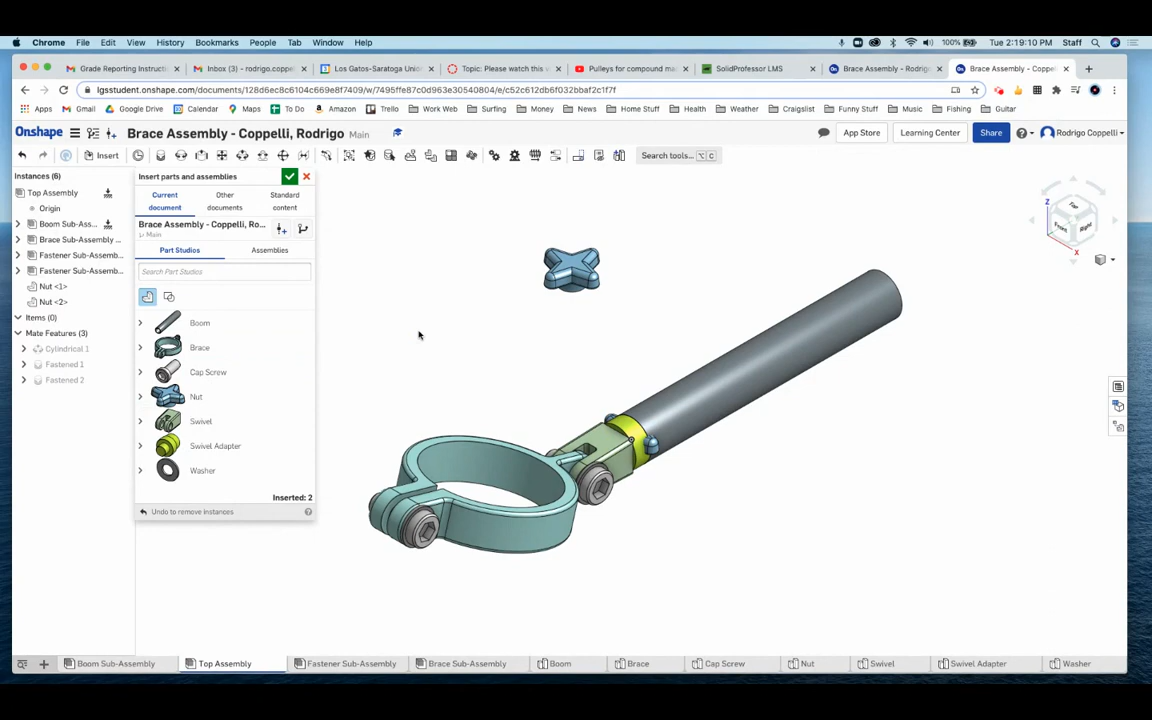 Chrome File Edit View History Bookmarks People Tab Window Help 100% Tue 2:19:10 PM Staff
Grade Reporting Instructi Inbox (3) - rodrigo.coppel Los Gatos-Saratoga Union Topic: Please watch this v Pulleys for compound ma SolidProfessor LMS Brace Assembly - Rodrig Brace Assembly - Coppel
lgsstudent.onshape.com/documents/128d6ec8c6104c669e8f7409/w/7495ffe87c0d963e30540804/e/c52c612db6f032bbaf2c1f7f
Apps Gmail Google Drive Calendar Maps To Do Amazon Trello Work Web Surfing Money News Home Stuff Health Weather Craigslist Funny Stuff Music Fishing Guitar
Onshape Brace Assembly - Coppelli, Rodrigo Main App Store Learning Center Share Rodrigo Coppelli
Insert Search tools... C
Instances (6)
Top Assembly
Origin
Boom Sub-Ass...
Brace Sub-Assembly ...
Fastener Sub-Assemb...
Fastener Sub-Assemb...
Nut <1>
Nut <2>
Items (0)
Mate Features (3)
Cylindrical 1
Fastened 1
Fastened 2
Insert parts and assemblies
Current document Other documents Standard content
Brace Assembly - Coppelli, Ro...
Main
Part Studios Assemblies
Search Part Studios
Boom
Brace
Cap Screw
Nut
Swivel
Swivel Adapter
Washer
Inserted: 2
Undo to remove instances
Top
Front Right
Z
X
Boom Sub-Assembly Top Assembly Fastener Sub-Assembly Brace Sub-Assembly Boom Brace Cap Screw Nut Swivel Swivel Adapter Washer